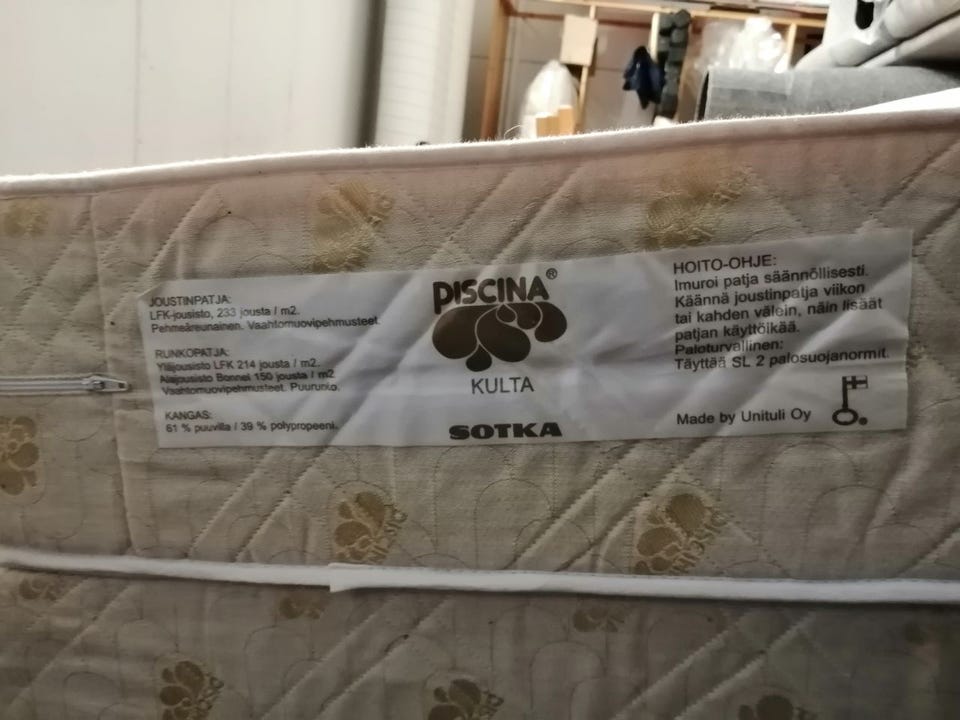 JOUSTINPATJA:
LFK-jousisto, 233 jousta / m2.
Pehmeäreunainen. Vaahtomuovipehmusteet.
RUNKOPATJA:
Ylijousisto LFK 214 jousta / m2.
Alajousisto Bonnel 150 jousta / m2
Vaahtomuovipehmusteet. Puurunko.
KANGAS:
61 % puuvilla / 39 % polypropeeni.
PISCINA®
KULTA
SOTKA
HOITO-OHJE:
Imuroi patja säännöllisesti.
Käännä joustinpatja viikon
tai kahden välein, näin lisäät
patjan käyttöikää.
Paloturvallinen:
Täyttää SL 2 palosuojanormit.
Made by Unituli Oy